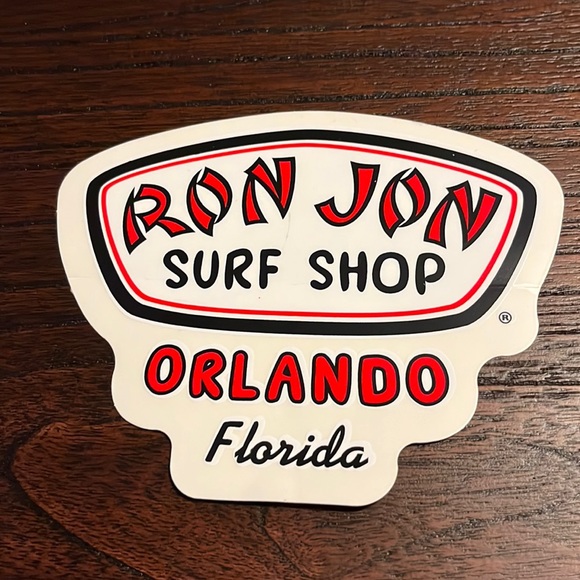 RON JON
SURF SHOP
®
ORLANDO
Florida